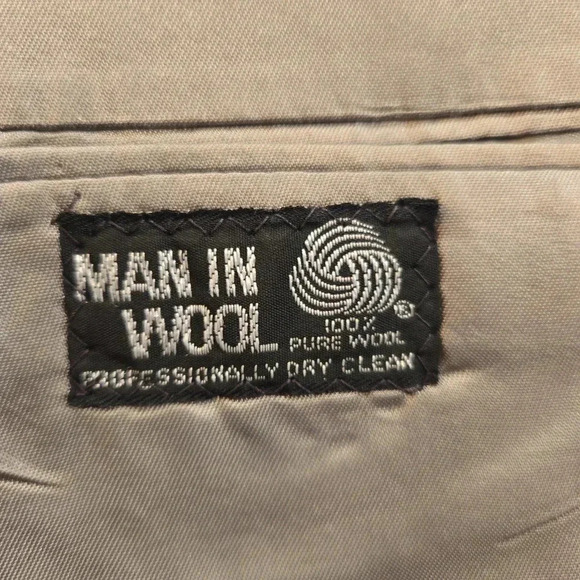 MAN IN
WOOL
®
100%
PURE WOOL
PROFESSIONALLY DRY CLEAN